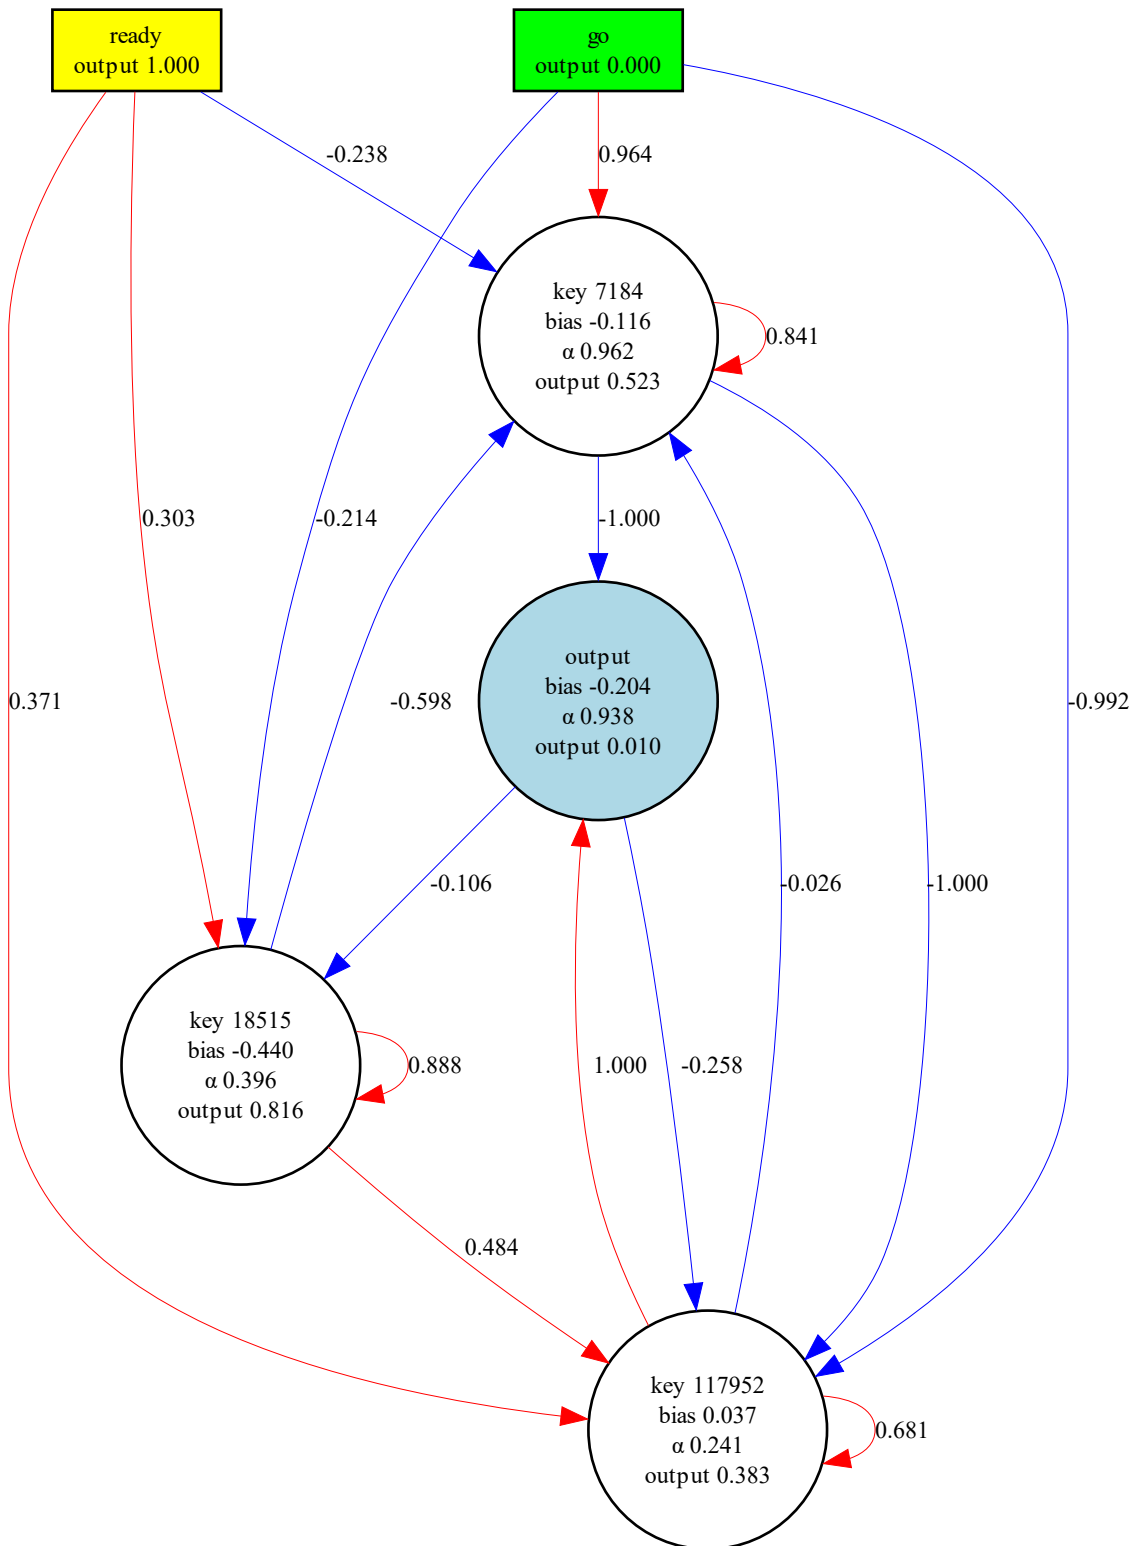 ready
output 1.000
go
output 0.000
-0.238
0.964
key 7184
bias -0.116
α 0.962
output 0.523
0.841
0.303
-0.214
-1.000
output
bias -0.204
α 0.938
output 0.010
0.371
-0.598
-0.992
-0.106
-0.026
-1.000
key 18515
bias -0.440
α 0.396
output 0.816
0.888
1.000
-0.258
0.484
key 117952
bias 0.037
α 0.241
output 0.383
0.681